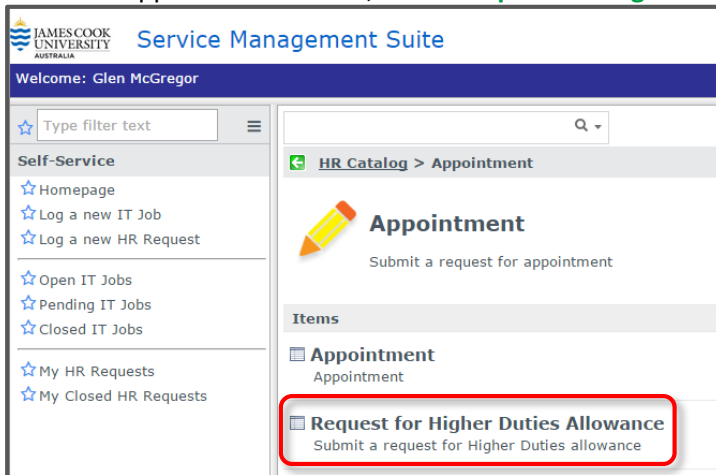 JAMES COOK
UNIVERSITY
AUSTRALIA
Service Management Suite
Welcome: Glen McGregor
Type filter text
Self-Service
Homepage
Log a new IT Job
Log a new HR Request
Open IT Jobs
Pending IT Jobs
Closed IT Jobs
My HR Requests
My Closed HR Requests
HR Catalog > Appointment
Appointment
Submit a request for appointment
Items
Appointment
Appointment
Request for Higher Duties Allowance
Submit a request for Higher Duties allowance